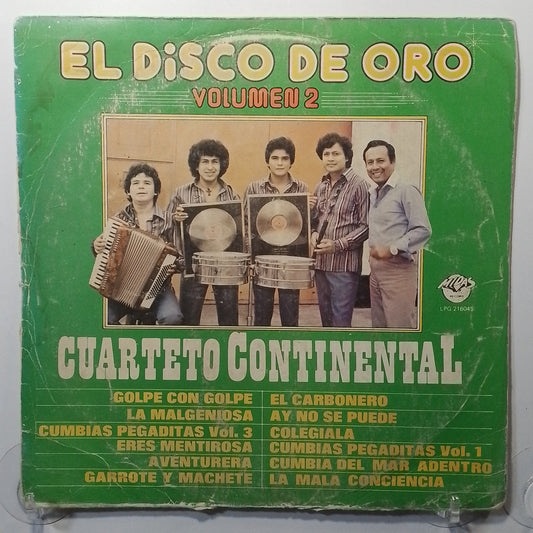 EL DiSCO DE ORO
VOLUMEN 2
LPG 21604S
CUARTETO CONTINENTAL
GOLPE CON GOLPE
LA MALGENIOSA
CUMBIAS PEGADITAS Vol. 3
ERES MENTIROSA
AVENTURERA
GARROTE Y MACHETE
EL CARBONERO
AY NO SE PUEDE
COLEGIALA
CUMBIAS PEGADITAS Vol. 1
CUMBIA DEL MAR ADENTRO
LA MALA CONCIENCIA